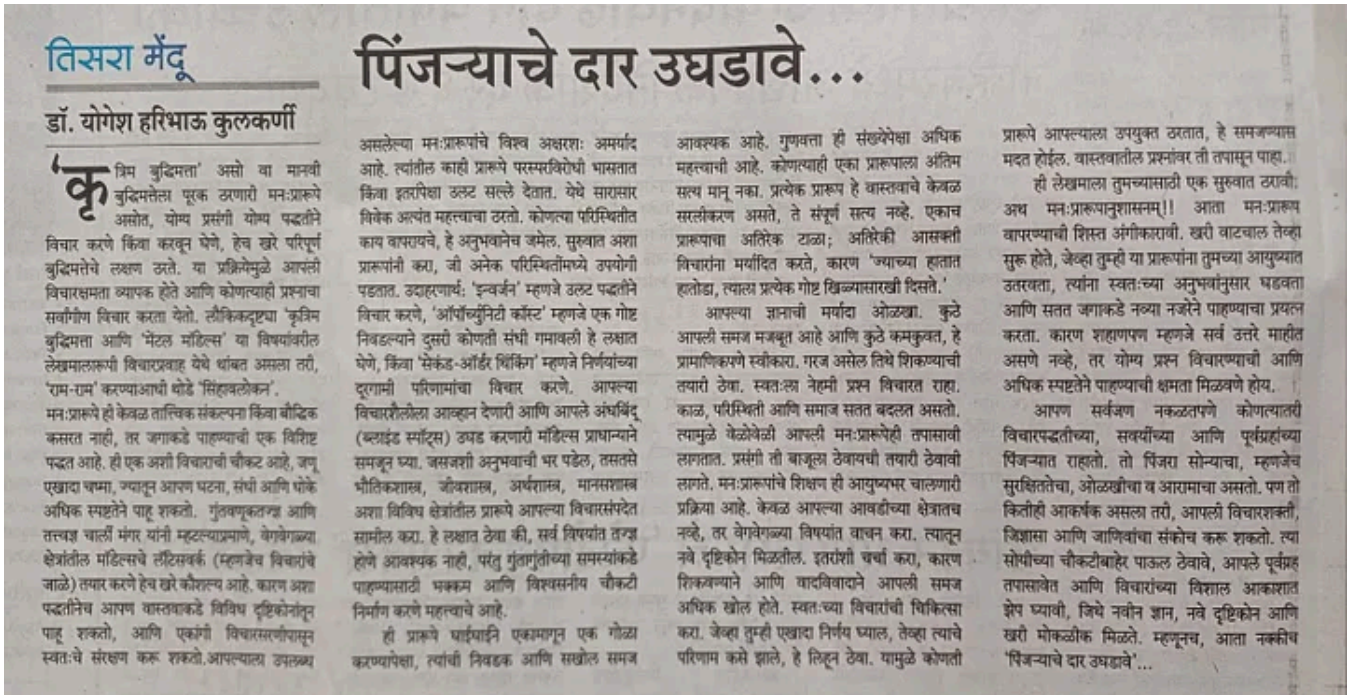 तिसरा मेंदू
पिंजऱ्याचे दार उघडावे...
डॉ. योगेश हरिभाऊ कुलकर्णी
'कृत्रिम बुद्धिमत्ता' असो वा मानवी
बुद्धिमत्तेला पूरक ठरणारी मनःप्रारूपे
असोत, योग्य प्रसंगी योग्य पद्धतीने
विचार करणे किंवा करवून घेणे, हेच खरे परिपूर्ण
बुद्धिमत्तेचे लक्षण ठरते. या प्रक्रियेमुळे आपली
विचारक्षमता व्यापक होते आणि कोणत्याही प्रश्नाचा
सर्वांगीण विचार करता येतो. लौकिकदृष्ट्या 'कृत्रिम
बुद्धिमत्ता आणि 'मेंटल मॉडेल्स' या विषयांवरील
लेखमालारूपी विचारप्रवाह येथे थांबत असला तरी,
'राम-राम' करण्याआधी थोडे 'सिंहावलोकन'.
मनःप्रारूपे ही केवळ तात्त्विक संकल्पना किंवा बौद्धिक
कसरत नाही, तर जगाकडे पाहण्याची एक विशिष्ट
पद्धत आहे. ही एक अशी विचारांची चौकट आहे, जणू
एखादा चष्मा, ज्यातून आपण घटना, संधी आणि धोके
अधिक स्पष्टतेने पाहू शकतो. गुंतवणूकतज्ज्ञ आणि
तत्त्वज्ञ चार्ली मंगर यांनी म्हटल्याप्रमाणे, वेगवेगळ्या
क्षेत्रांतील मॉडेल्सचे लॅटिसवर्क (म्हणजेच विचारांचे
जाळे) तयार करणे हेच खरे कौशल्य आहे. कारण अशा
पद्धतीनेच आपण वास्तवाकडे विविध दृष्टिकोनांतून
पाहू शकतो, आणि एकांगी विचारसरणीपासून
स्वतःचे संरक्षण करू शकतो.आपल्याला उपलब्ध
असलेल्या मनःप्रारूपांचे विश्व अक्षरशः अमर्याद
आहे. त्यांतील काही प्रारूपे परस्परविरोधी भासतात
किंवा इतरांपेक्षा उलट सल्ले देतात. येथे सारासार
विवेक अत्यंत महत्त्वाचा ठरतो. कोणत्या परिस्थितीत
काय वापरायचे, हे अनुभवानेच जमेल. सुरुवात अशा
प्रारूपांनी करा, जी अनेक परिस्थितींमध्ये उपयोगी
पडतात. उदाहरणार्थ: 'इन्वर्जन' म्हणजे उलट पद्धतीने
विचार करणे, 'ऑपॉर्च्युनिटी कॉस्ट' म्हणजे एक गोष्ट
निवडल्याने दुसरी कोणती संधी गमावली हे लक्षात
घेणे, किंवा 'सेकंड-ऑर्डर थिंकिंग' म्हणजे निर्णयांच्या
दूरगामी परिणामांचा विचार करणे. आपल्या
विचारशैलीला आव्हान देणारी आणि आपले अंधबिंदू
(ब्लाइंड स्पॉट्स) उघड करणारी मॉडेल्स प्राधान्याने
समजून घ्या. जसजशी अनुभवाची भर पडेल, तसतसे
भौतिकशास्त्र, जीवशास्त्र, अर्थशास्त्र, मानसशास्त्र
अशा विविध क्षेत्रांतील प्रारूपे आपल्या विचारसंपदेत
सामील करा. हे लक्षात ठेवा की, सर्व विषयांत तज्ज्ञ
होणे आवश्यक नाही, परंतु गुंतागुंतीच्या समस्यांकडे
पाहण्यासाठी भक्कम आणि विश्वसनीय चौकटी
निर्माण करणे महत्त्वाचे आहे.
ही प्रारूपे घाईघाईने एकामागून एक गोळा
करण्यापेक्षा, त्यांची निवडक आणि सखोल समज
आवश्यक आहे. गुणवत्ता ही संख्येपेक्षा अधिक
महत्त्वाची आहे. कोणत्याही एका प्रारूपाला अंतिम
सत्य मानू नका. प्रत्येक प्रारूप हे वास्तवाचे केवळ
सरलीकरण असते, ते संपूर्ण सत्य नव्हे. एकाच
प्रारूपाचा अतिरेक टाळा; अतिरेकी आसक्ती
विचारांना मर्यादित करते, कारण 'ज्याच्या हातात
हातोडा, त्याला प्रत्येक गोष्ट खिळ्यासारखी दिसते.'
आपल्या ज्ञानाची मर्यादा ओळखा. कुठे
आपली समज मजबूत आहे आणि कुठे कमकुवत, हे
प्रामाणिकपणे स्वीकारा. गरज असेल तिथे शिकण्याची
तयारी ठेवा. स्वतःला नेहमी प्रश्न विचारत राहा.
काळ, परिस्थिती आणि समाज सतत बदलत असतो.
त्यामुळे वेळोवेळी आपली मनःप्रारूपेही तपासावी
लागतात. प्रसंगी ती बाजूला ठेवायची तयारी ठेवावी
लागते. मनःप्रारूपांचे शिक्षण ही आयुष्यभर चालणारी
प्रक्रिया आहे. केवळ आपल्या आवडीच्या क्षेत्रातच
नव्हे, तर वेगवेगळ्या विषयांत वाचन करा. त्यातून
नवे दृष्टिकोन मिळतील. इतरांशी चर्चा करा, कारण
शिकवण्याने आणि वादविवादाने आपली समज
अधिक खोल होते. स्वतःच्या विचारांची चिकित्सा
करा. जेव्हा तुम्ही एखादा निर्णय घ्याल, तेव्हा त्याचे
परिणाम कसे झाले, हे लिहून ठेवा. यामुळे कोणती
प्रारूपे आपल्याला उपयुक्त ठरतात, हे समजण्यास
मदत होईल. वास्तवातील प्रश्नांवर ती तपासून पाहा.
ही लेखमाला तुमच्यासाठी एक सुरुवात ठरावी;
अथ मनःप्रारूपानुशासनम्!! आता मनःप्रारूप
वापरण्याची शिस्त अंगीकारावी. खरी वाटचाल तेव्हा
सुरू होते, जेव्हा तुम्ही या प्रारूपांना तुमच्या आयुष्यात
उतरवता, त्यांना स्वतःच्या अनुभवांनुसार घडवता
आणि सतत जगाकडे नव्या नजरेने पाहण्याचा प्रयत्न
करता. कारण शहाणपण म्हणजे सर्व उत्तरे माहीत
असणे नव्हे, तर योग्य प्रश्न विचारण्याची आणि
अधिक स्पष्टतेने पाहण्याची क्षमता मिळवणे होय.
आपण सर्वजण नकळतपणे कोणत्यातरी
विचारपद्धतीच्या, सवयींच्या आणि पूर्वग्रहांच्या
पिंजऱ्यात राहातो. तो पिंजरा सोन्याचा, म्हणजेच
सुरक्षिततेचा, ओळखीचा व आरामाचा असतो. पण तो
कितीही आकर्षक असला तरी, आपली विचारशक्ती,
जिज्ञासा आणि जाणिवांचा संकोच करू शकतो. त्या
सोयीच्या चौकटीबाहेर पाऊल ठेवावे, आपले पूर्वग्रह
तपासावेत आणि विचारांच्या विशाल आकाशात
झेप घ्यावी, जिथे नवीन ज्ञान, नवे दृष्टिकोन आणि
खरी मोकळीक मिळते. म्हणूनच, आता नक्कीच
'पिंजऱ्याचे दार उघडावे'...